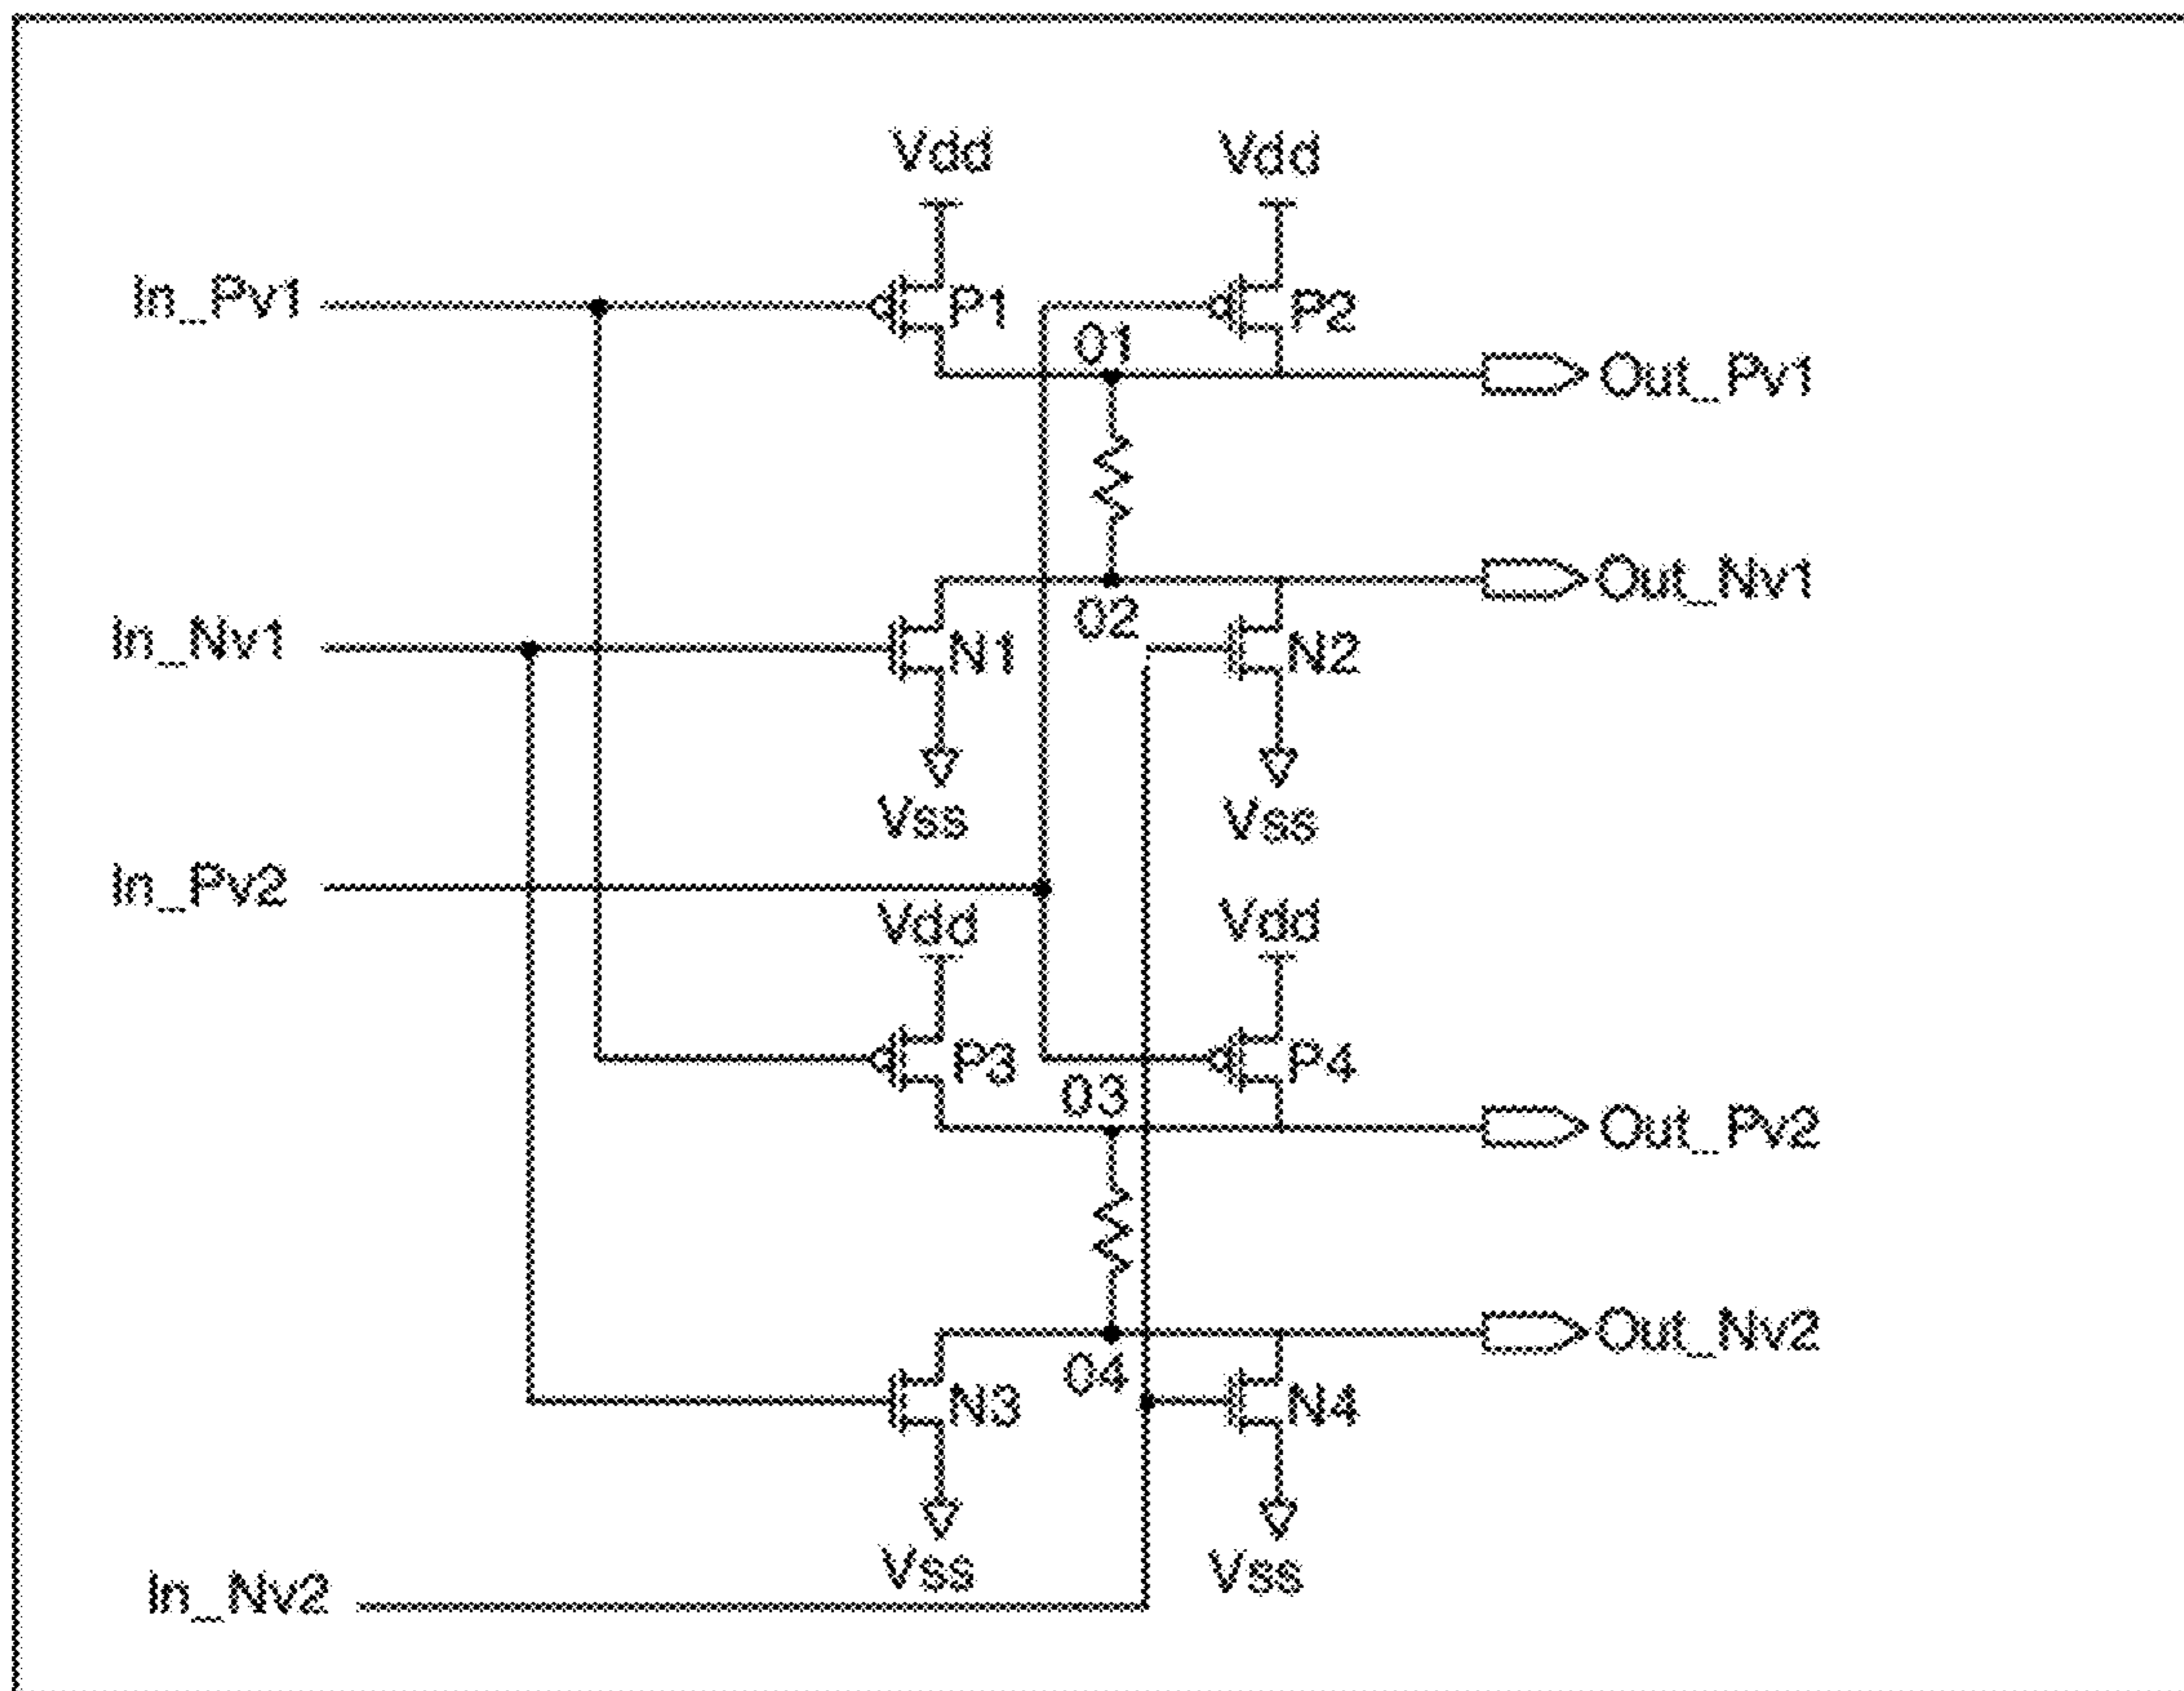 Vdd Vdd
In_Pv1 P1 P2
01
Out_Pv1
Out_Nv1
02
In_Nv1 N1 N2
Vss Vss
In_Pv2
Vdd Vdd
P3 P4
03
Out_Pv2
Out_Nv2
04
N3 N4
Vss Vss
In_Nv2